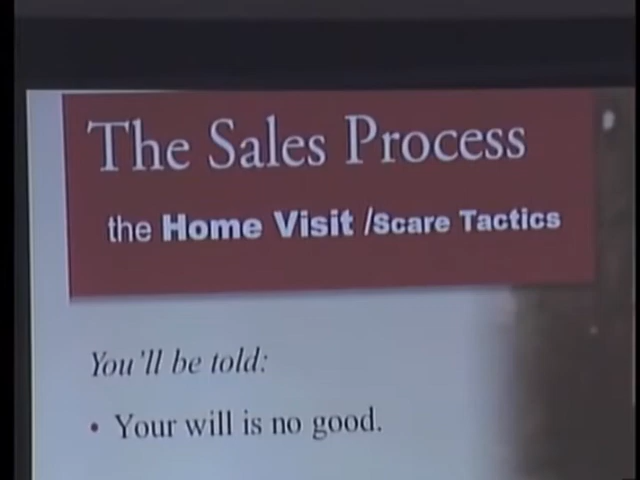 The Sales Process
the Home Visit /Scare Tactics
You'll be told:
• Your will is no good.